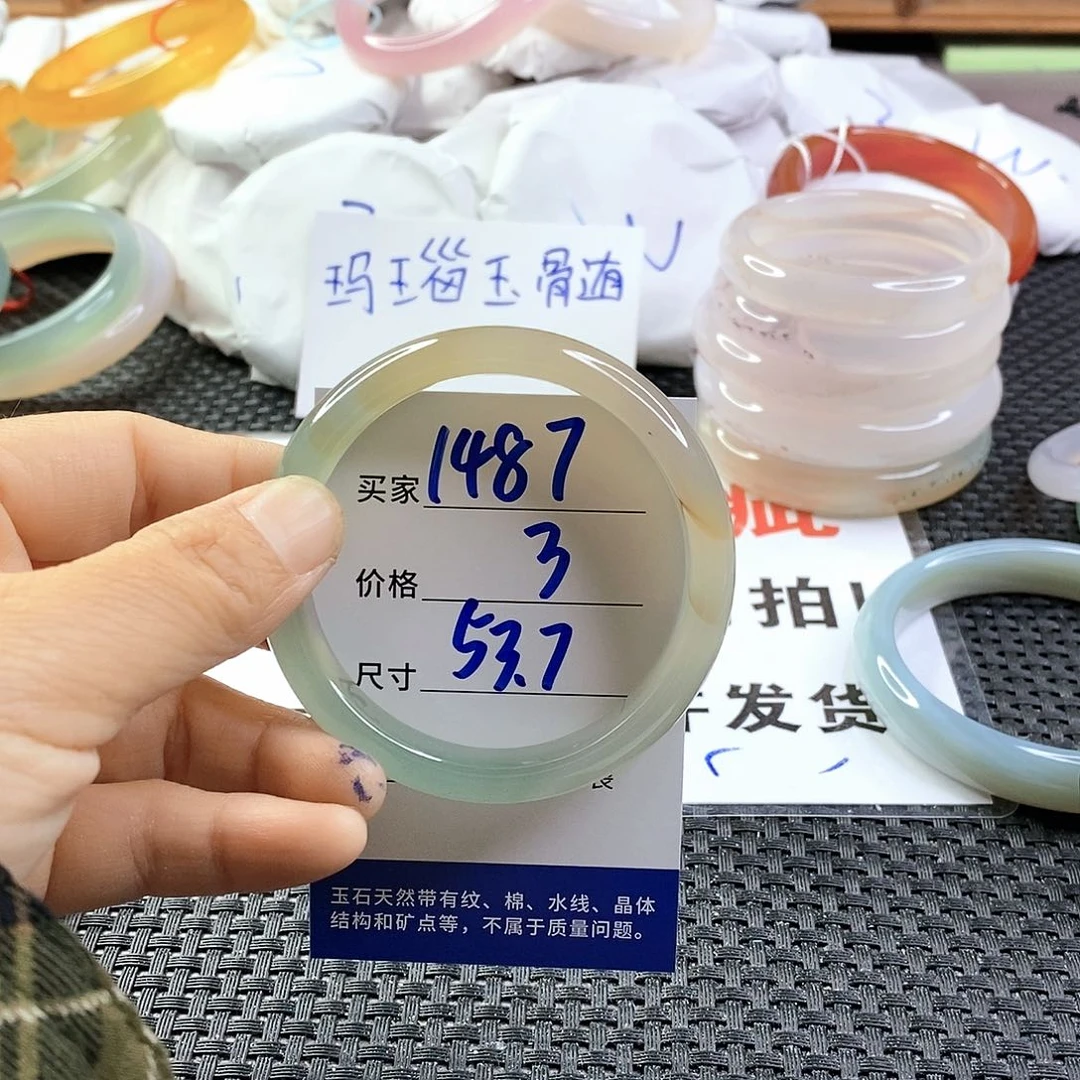 玛瑙玉骨髓
买家 1487
价格 3
尺寸 53.7
玉石天然带有纹、棉、水线、晶体
结构和矿点等，不属于质量问题。
疵
拍!
发货